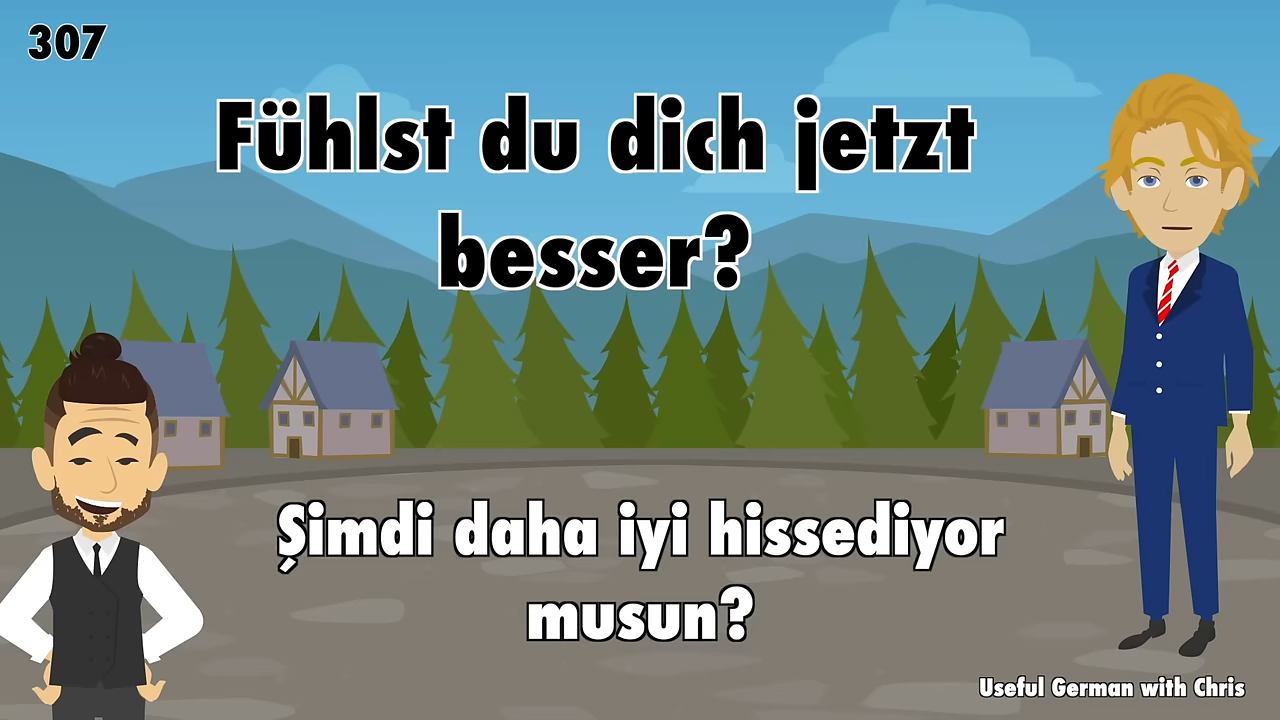 307
Fühlst du dich jetzt
besser?
Şimdi daha iyi hissediyor
musun?
Useful German with Chris